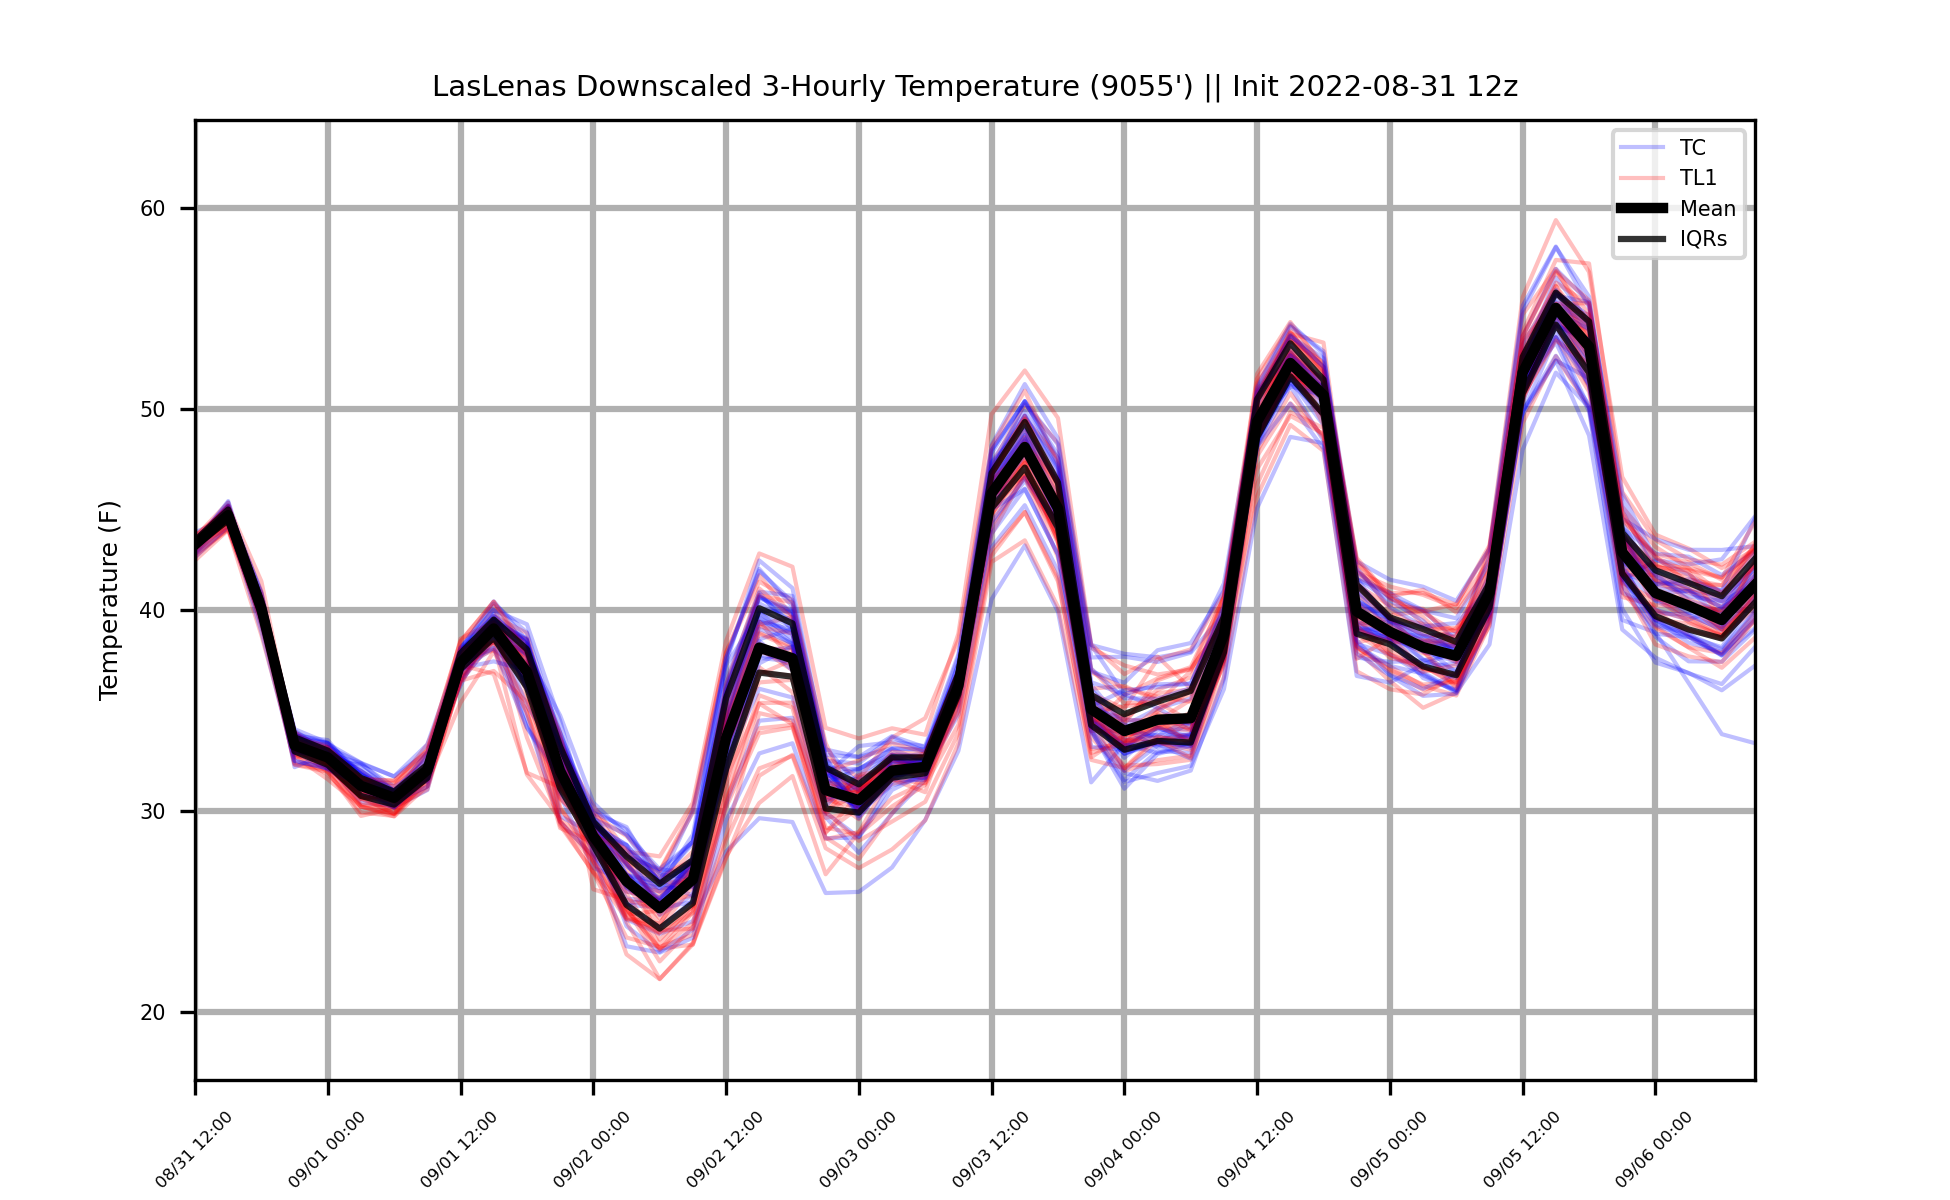 LasLenas Downscaled 3-Hourly Temperature (9055') || Init 2022-08-31 12z
TC
TL1
Mean
IQRs
Temperature (F)
60
50
40
30
20
08/31 12:00
09/01 00:00
09/01 12:00
09/02 00:00
09/02 12:00
09/03 00:00
09/03 12:00
09/04 00:00
09/04 12:00
09/05 00:00
09/05 12:00
09/06 00:00